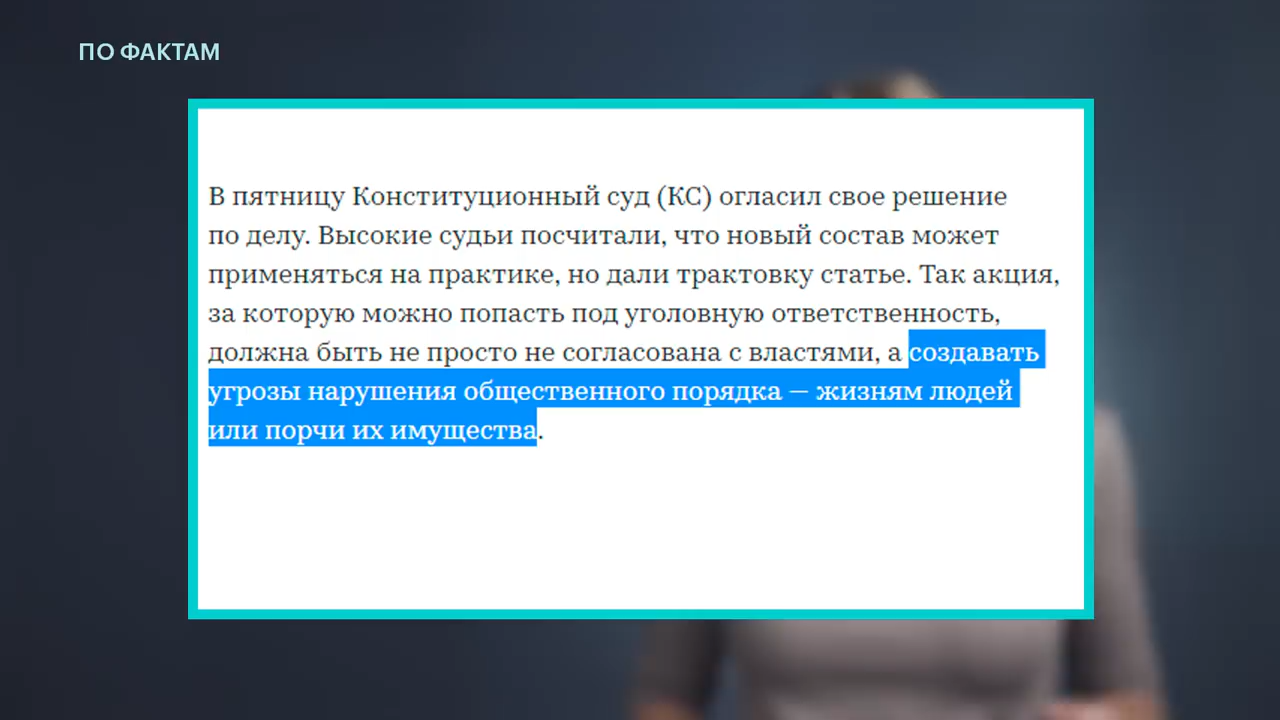 ПО ФАКТАМ
В пятницу Конституционный суд (КС) огласил свое решение
по делу. Высокие судьи посчитали, что новый состав может
применяться на практике, но дали трактовку статье. Так акция,
за которую можно попасть под уголовную ответственность,
должна быть не просто не согласована с властями, а создавать
угрозы нарушения общественного порядка — жизням людей
или порчи их имущества.